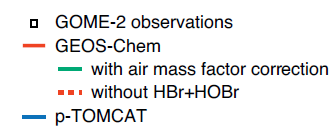 GOME-2 observations
GEOS-Chem
with air mass factor correction
without HBr+HOBr
p-TOMCAT